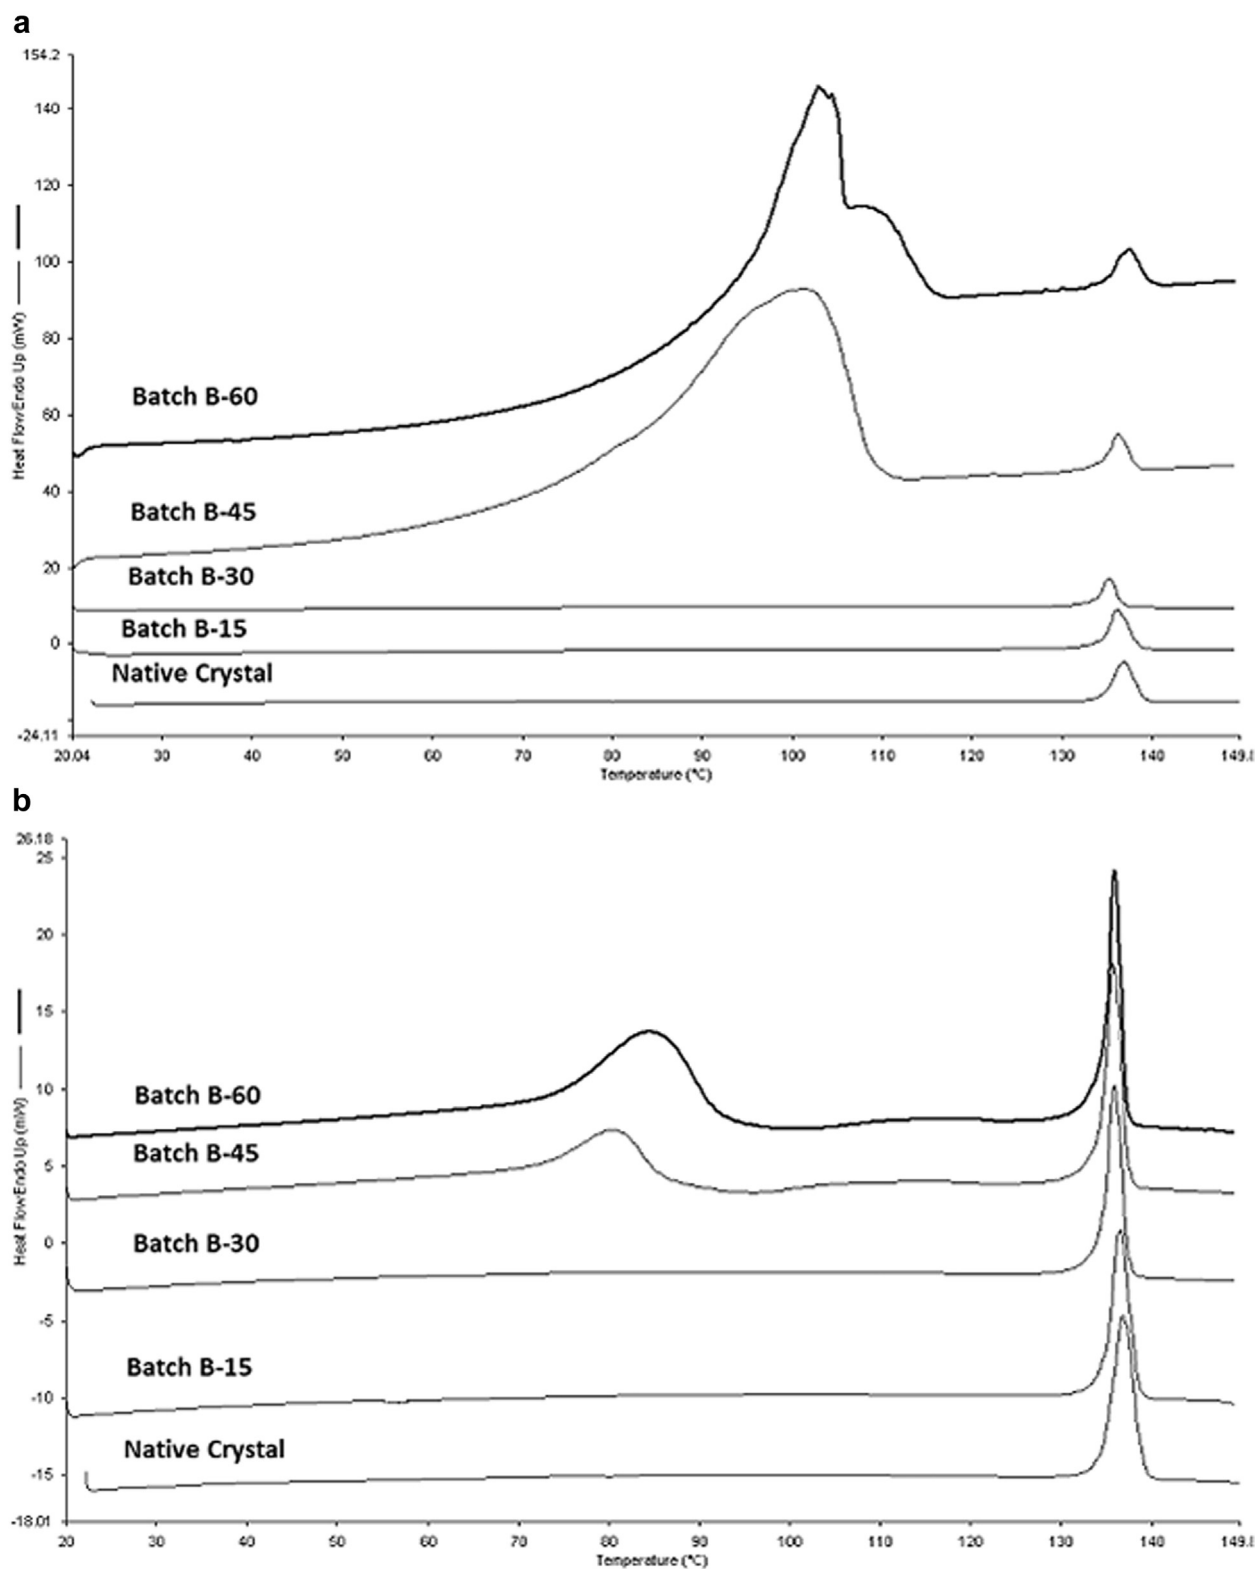 a
154.2
140
120
100
80
60
40
20
0
-24.11
Heat Flow Endo Up (mW)
Batch B-60
Batch B-45
Batch B-30
Batch B-15
Native Crystal
20.04 30 40 50 60 70 80 90 100 110 120 130 140
Temperature (°C)
b
26.18
25
20
15
10
5
0
-5
-10
-15
-18.01
Heat Flow Endo Up (mW)
Batch B-60
Batch B-45
Batch B-30
Batch B-15
Native Crystal
20 30 40 50 60 70 80 90 100 110 120 130 140
Temperature (°C)